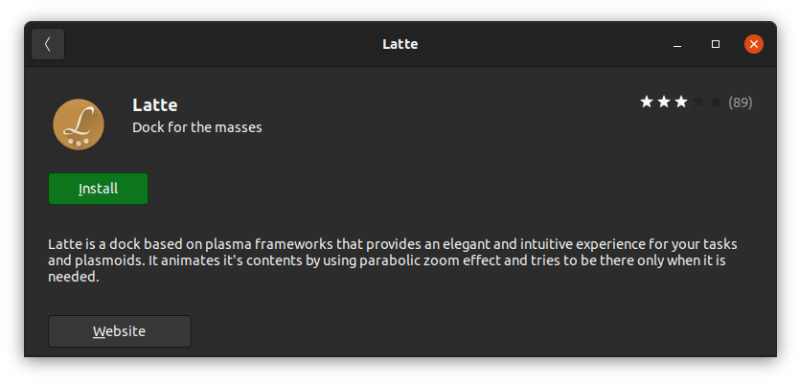 Latte
Latte
Dock for the masses
(89)
Install
Latte is a dock based on plasma frameworks that provides an elegant and intuitive experience for your tasks
and plasmoids. It animates it's contents by using parabolic zoom effect and tries to be there only when it is
needed.
Website